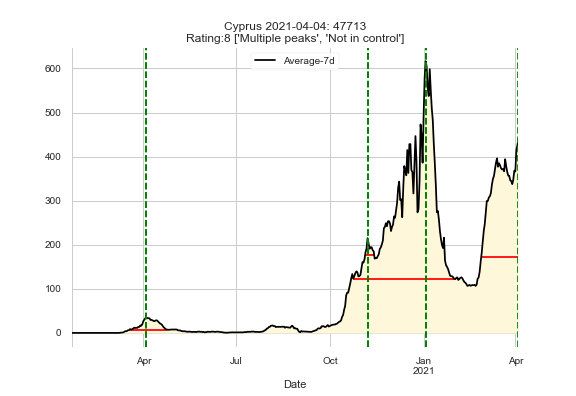 Cyprus 2021-04-04: 47713
Rating:8 ['Multiple peaks', 'Not in control']
Average-7d
600
500
400
300
200
100
0
Apr
Jul
Oct
Jan
2021
Apr
Date